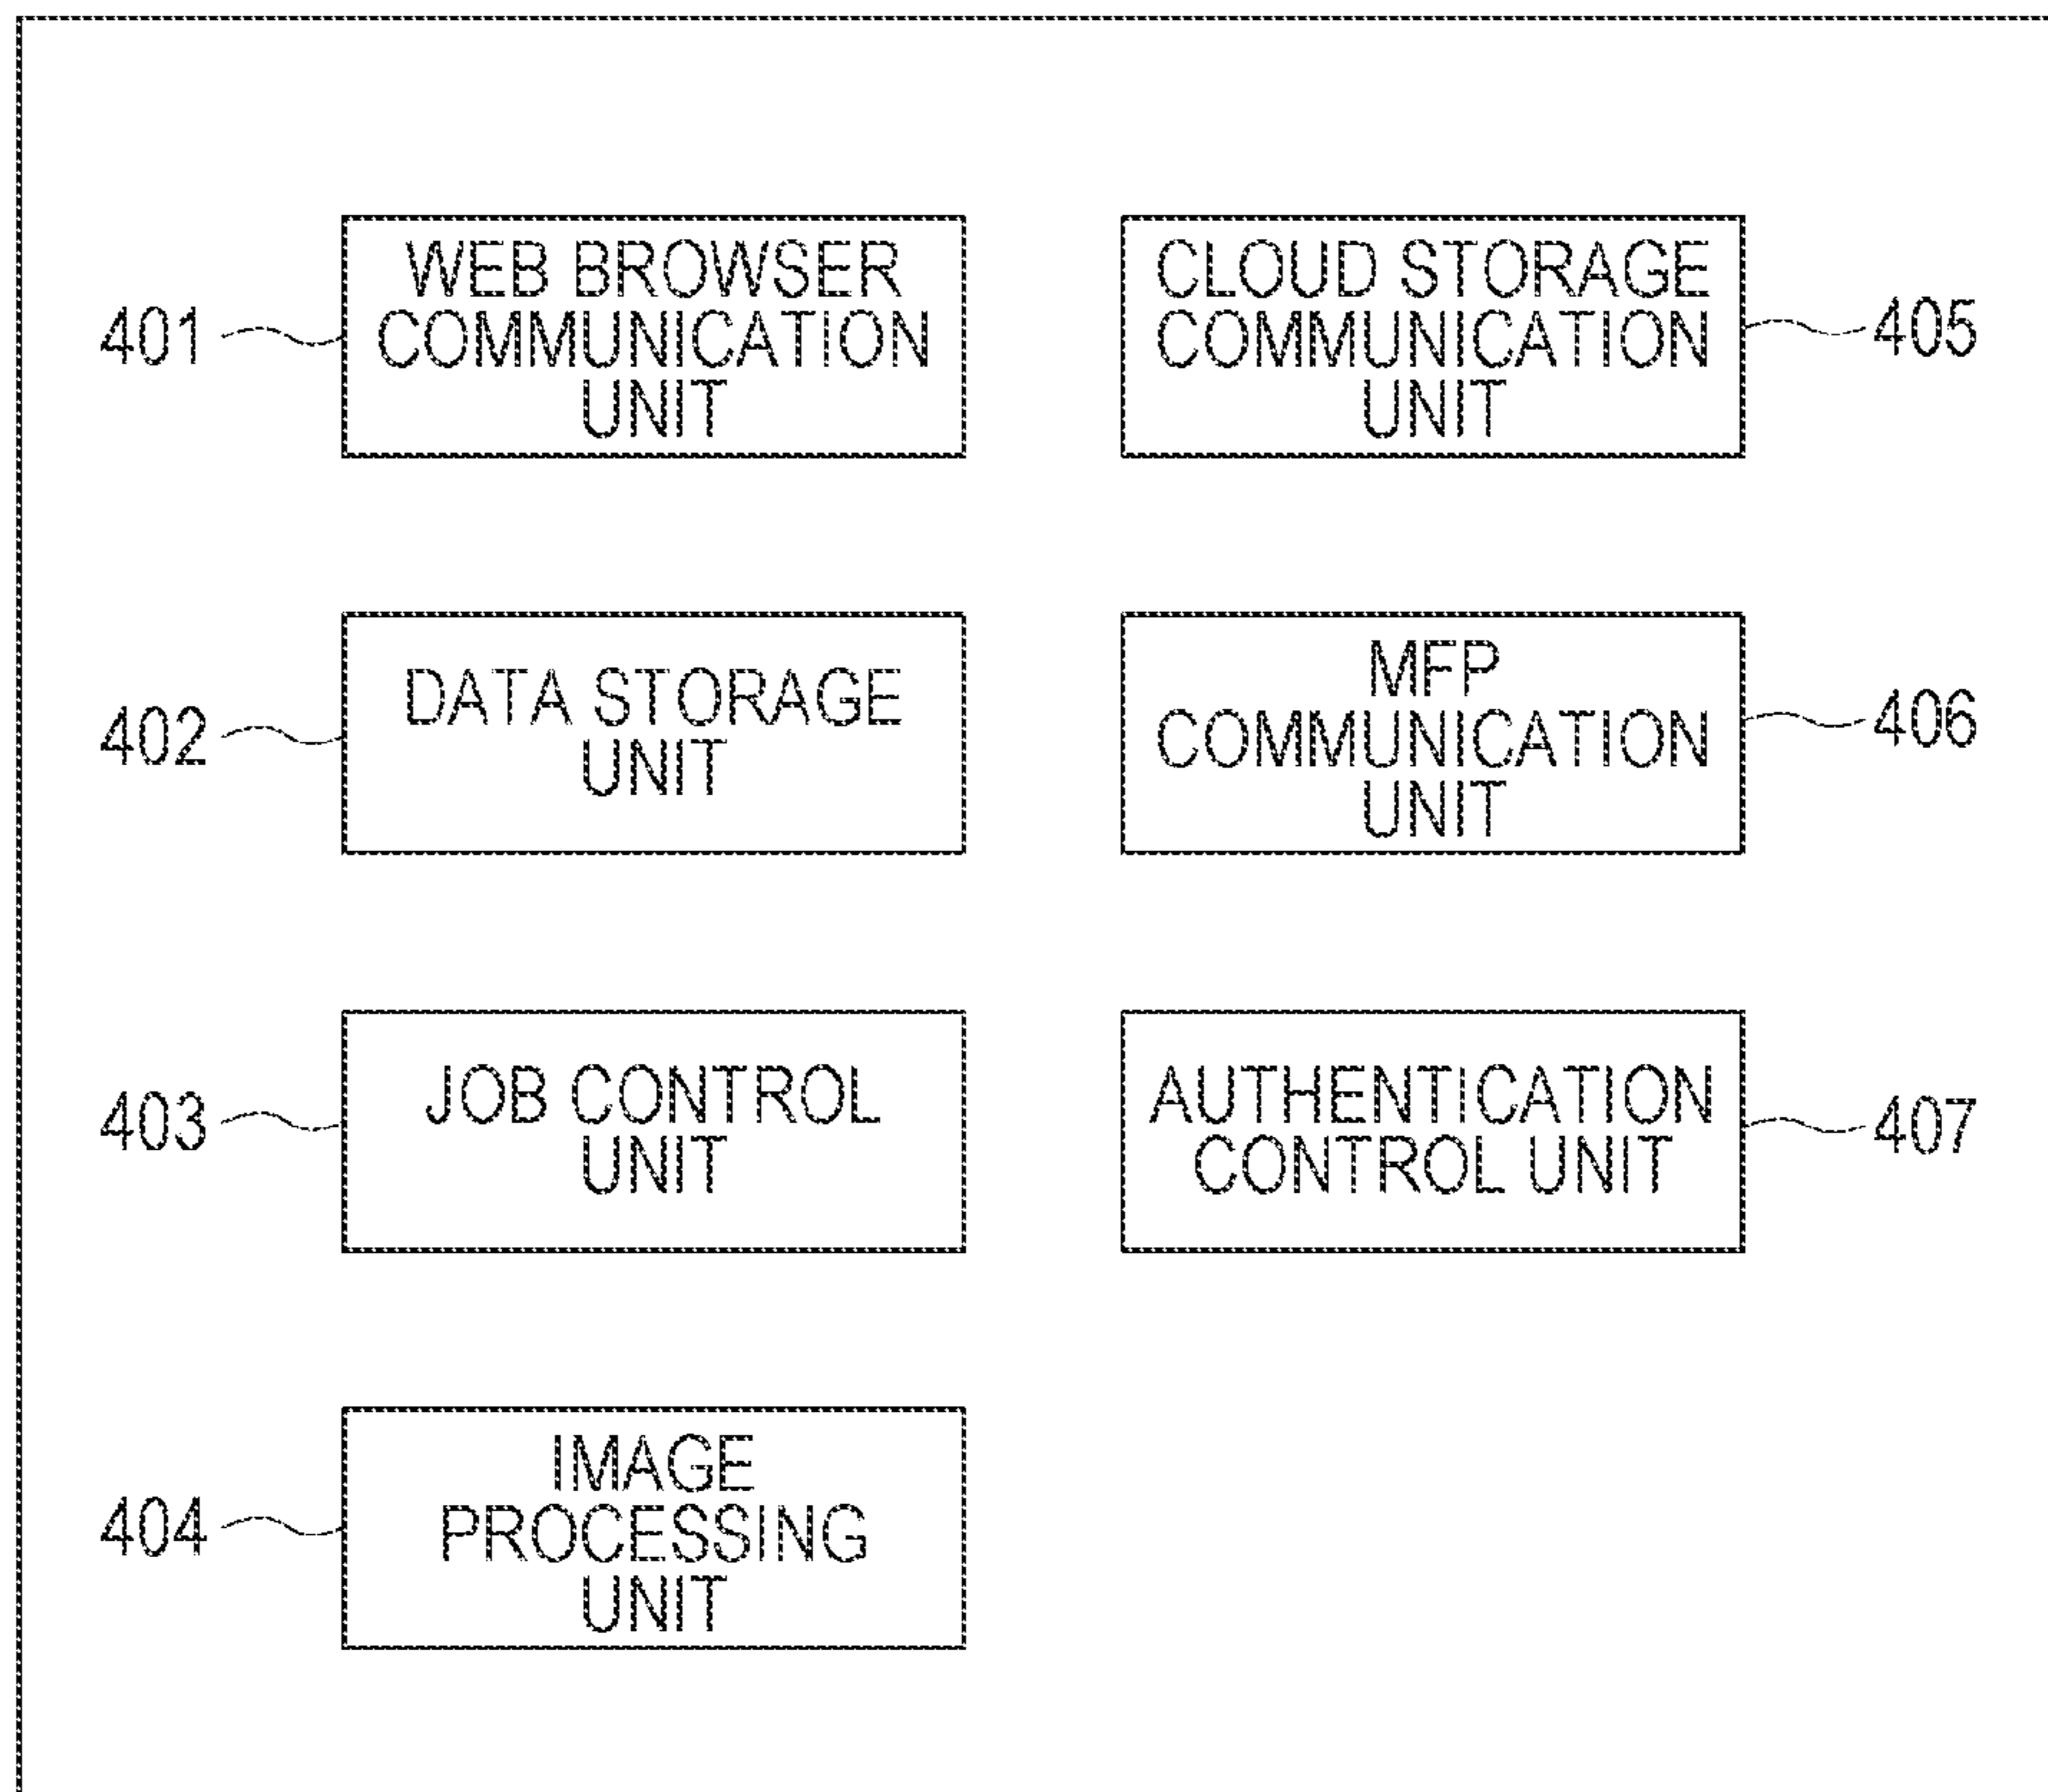 401
WEB BROWSER
COMMUNICATION
UNIT
CLOUD STORAGE
COMMUNICATION
UNIT
405
402
DATA STORAGE
UNIT
MFP
COMMUNICATION
UNIT
406
403
JOB CONTROL
UNIT
AUTHENTICATION
CONTROL UNIT
407
404
IMAGE
PROCESSING
UNIT